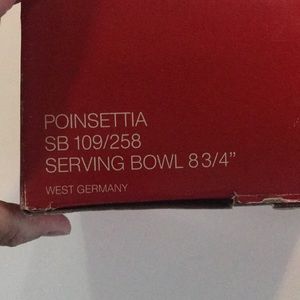 POINSETTIA
SB 109/258
SERVING BOWL 8 3/4"
WEST GERMANY